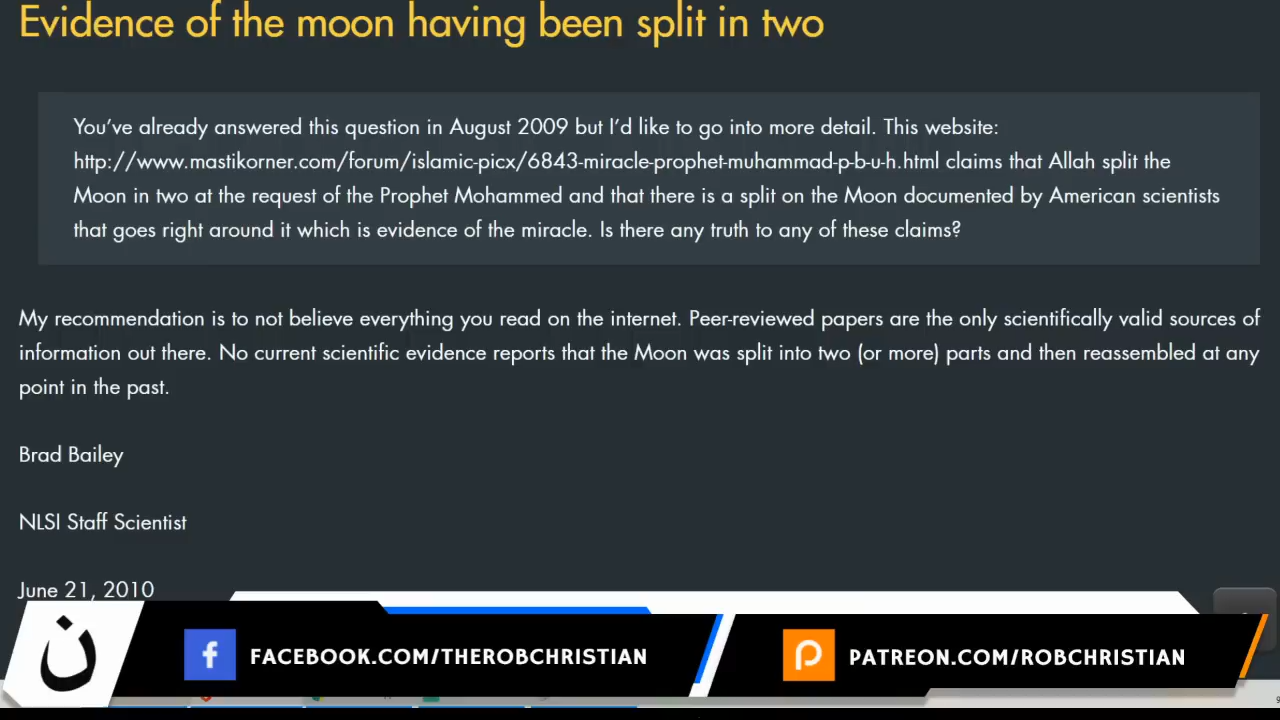 Evidence of the moon having been split in two
You've already answered this question in August 2009 but I'd like to go into more detail. This website:
http://www.mastikorner.com/forum/islamic-picx/6843-miracle-prophet-muhammad-p-b-u-h.html claims that Allah split the
Moon in two at the request of the Prophet Mohammed and that there is a split on the Moon documented by American scientists
that goes right around it which is evidence of the miracle. Is there any truth to any of these claims?
My recommendation is to not believe everything you read on the internet. Peer-reviewed papers are the only scientifically valid sources of
information out there. No current scientific evidence reports that the Moon was split into two (or more) parts and then reassembled at any
point in the past.
Brad Bailey
NLSI Staff Scientist
June 21, 2010
ن
FACEBOOK.COM/THEROBCHRISTIAN
PATREON.COM/ROBCHRISTIAN